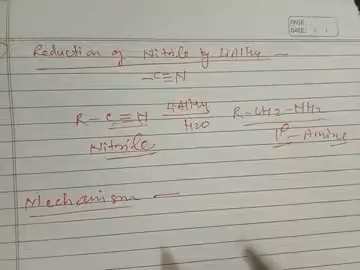 PAGE:
DATE:
Reduction of Nitrile by LiAlH4 —
-C≡N
R-C≡N LiAlH4 R-CH2-NH2
H2O
Nitrile 1°-Amine
Mechanism —